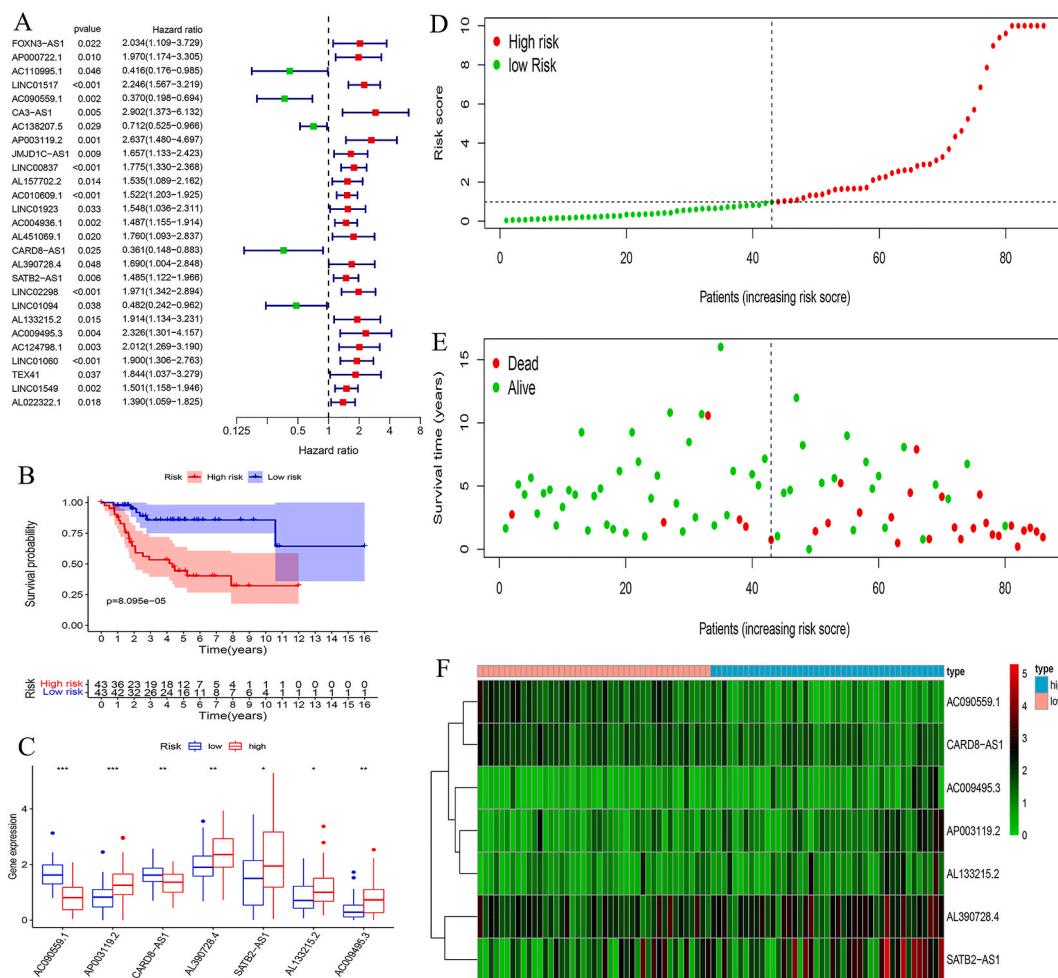 A
pvalue Hazard ratio
FOXN3−AS1 0.022 2.034(1.109−3.729)
AP000722.1 0.010 1.970(1.174−3.305)
AC110995.1 0.046 0.416(0.176−0.985)
LINC01517 <0.001 2.246(1.567−3.219)
AC090559.1 0.002 0.370(0.198−0.694)
CA3−AS1 0.005 2.902(1.373−6.132)
AC138207.5 0.029 0.712(0.525−0.966)
AP003119.2 0.001 2.637(1.480−4.697)
JMJD1C−AS1 0.009 1.657(1.133−2.423)
LINC00837 <0.001 1.775(1.330−2.368)
AL157702.2 0.014 1.535(1.089−2.162)
AC010609.1 <0.001 1.522(1.203−1.925)
LINC01923 0.033 1.548(1.036−2.311)
AC004936.1 0.002 1.487(1.155−1.914)
AL451069.1 0.020 1.760(1.093−2.837)
CARD8−AS1 0.025 0.361(0.148−0.883)
AL390728.4 0.048 1.690(1.004−2.848)
SATB2−AS1 0.006 1.485(1.122−1.966)
LINC02298 <0.001 1.971(1.342−2.894)
LINC01094 0.038 0.482(0.242−0.962)
AL133215.2 0.015 1.914(1.134−3.231)
AC009495.3 0.004 2.326(1.301−4.157)
AC124798.1 0.003 2.012(1.269−3.190)
LINC01060 <0.001 1.900(1.306−2.763)
TEX41 0.037 1.844(1.037−3.279)
LINC01549 0.002 1.501(1.158−1.946)
AL022322.1 0.018 1.390(1.059−1.825)
0.125 0.5 1 2 4 8
Hazard ratio
B
Risk High risk Low risk
Survival probability
1.00
0.75
0.50
0.25
0.00
p=8.095e−05
0 1 2 3 4 5 6 7 8 9 10 11 12 13 14 15 16
Time(years)
Risk
High risk 43 36 23 19 18 12 7 5 4 2 1 1 1 0 0 0 0
Low risk 43 42 32 26 24 16 11 8 7 6 4 1 1 1 1 1 1
0 1 2 3 4 5 6 7 8 9 10 11 12 13 14 15 16
Time(years)
C
Risk low high
*** *** ** ** * * **
Gene expression
4
2
0
AC090559.1
AP003119.2
CARD8−AS1
AL390728.4
SATB2−AS1
AL133215.2
AC009495.3
D
High risk
low Risk
Risk score
10
8
6
4
2
0
0 20 40 60 80
Patients (increasing risk socre)
E
Dead
Alive
Survival time (years)
15
10
5
0
0 20 40 60 80
Patients (increasing risk socre)
F
type
AC090559.1
CARD8−AS1
AC009495.3
AP003119.2
AL133215.2
AL390728.4
SATB2−AS1
5
4
3
2
1
0
type
hi
low